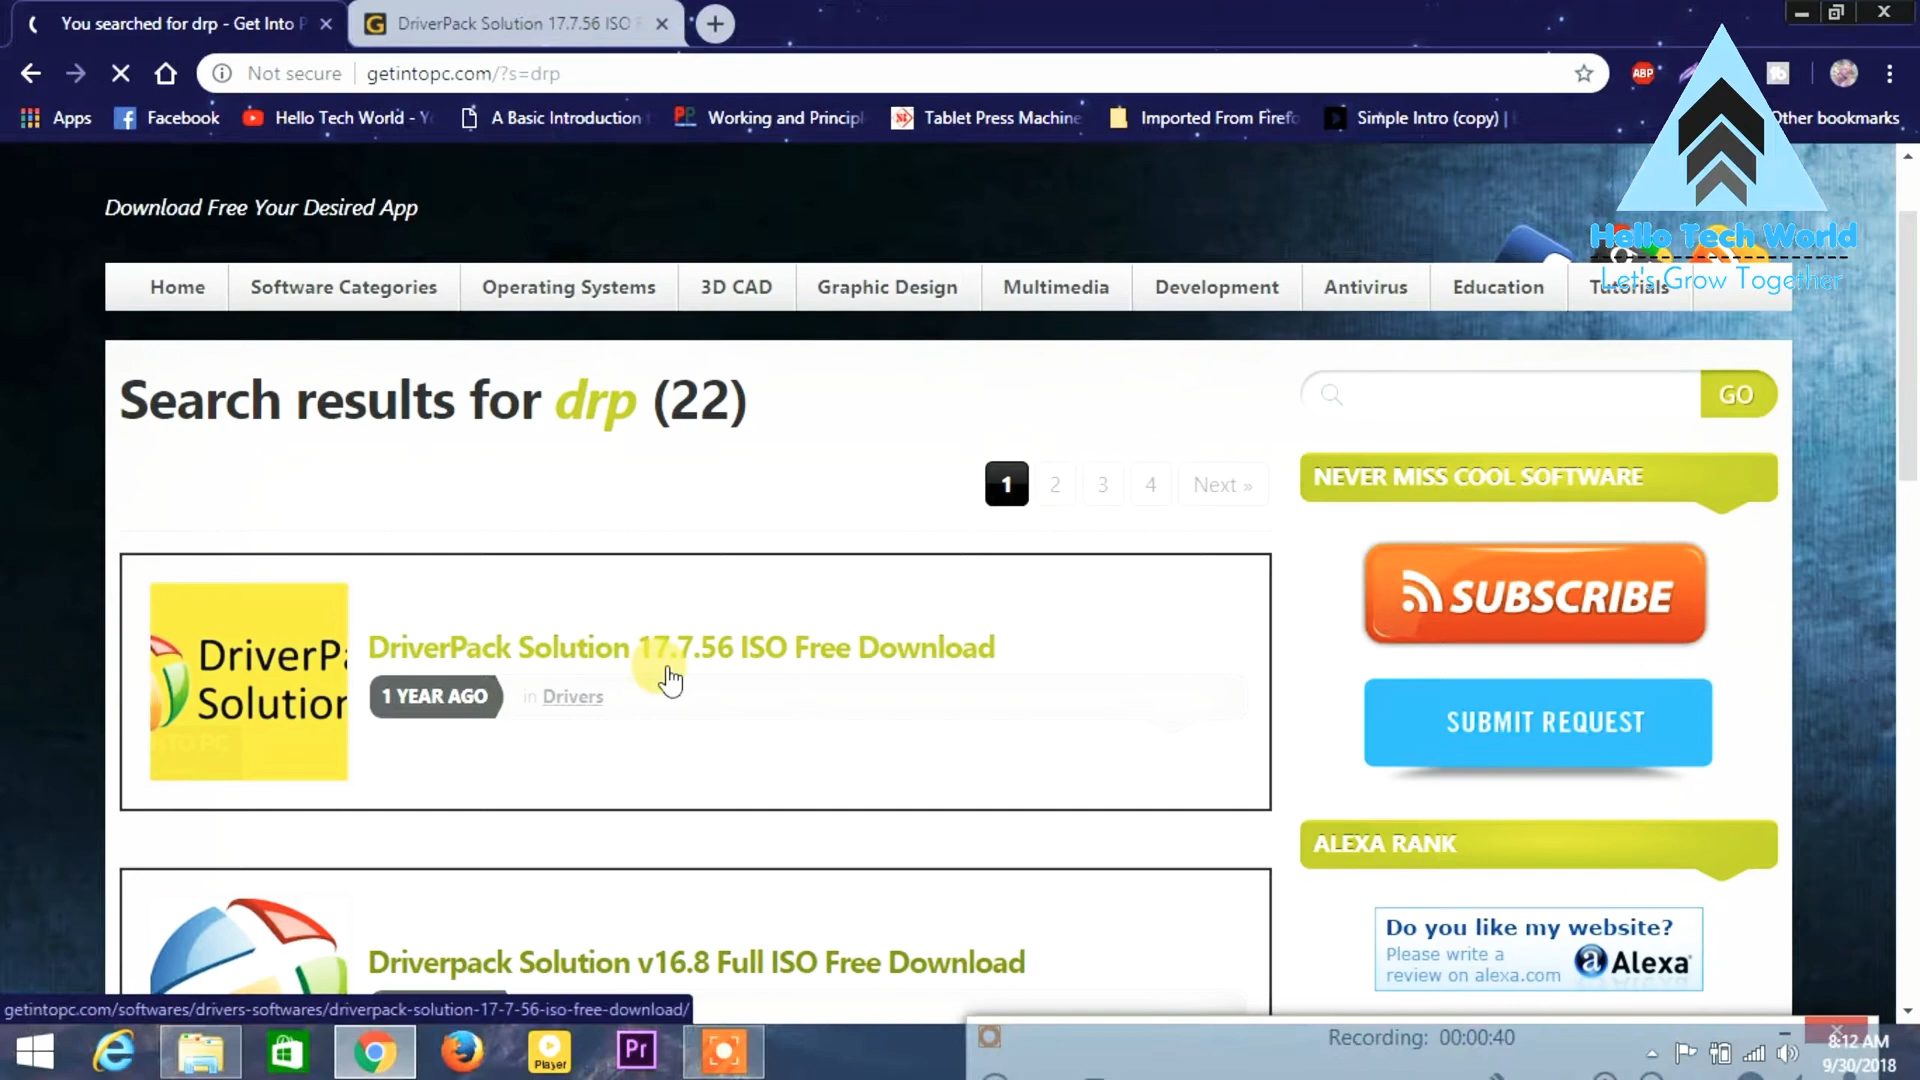 You searched for drp - Get Into P
DriverPack Solution 17.7.56 ISO F
Not secure
getintopc.com/?s=drp
ABP
Apps
Facebook
Hello Tech World - Y
A Basic Introduction
Working and Princip
Tablet Press Machine
Imported From Firefo
Simple Intro (copy) |
Other bookmarks
Download Free Your Desired App
Hello Tech World
Let's Grow Together
Home
Software Categories
Operating Systems
3D CAD
Graphic Design
Multimedia
Development
Antivirus
Education
Tutorials
Search results for drp (22)
GO
1
2
3
4
Next »
NEVER MISS COOL SOFTWARE
SUBSCRIBE
DriverPa
Solution
DriverPack Solution 17.7.56 ISO Free Download
1 YEAR AGO
in Drivers
SUBMIT REQUEST
ALEXA RANK
Do you like my website?
Please write a
review on alexa.com
Alexa
Driverpack Solution v16.8 Full ISO Free Download
getintopc.com/softwares/drivers-softwares/driverpack-solution-17-7-56-iso-free-download/
Player
Pr
Recording: 00:00:40
8:12 AM
9/30/2018